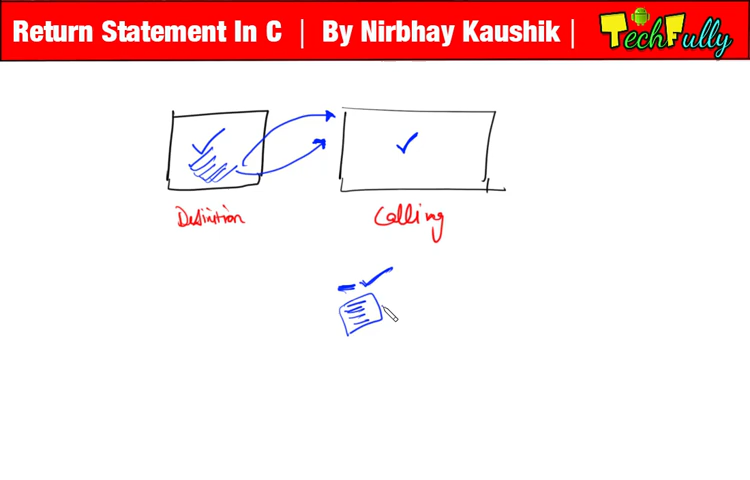 Return Statement In C | By Nirbhay Kaushik | TechFully
Definition
Calling